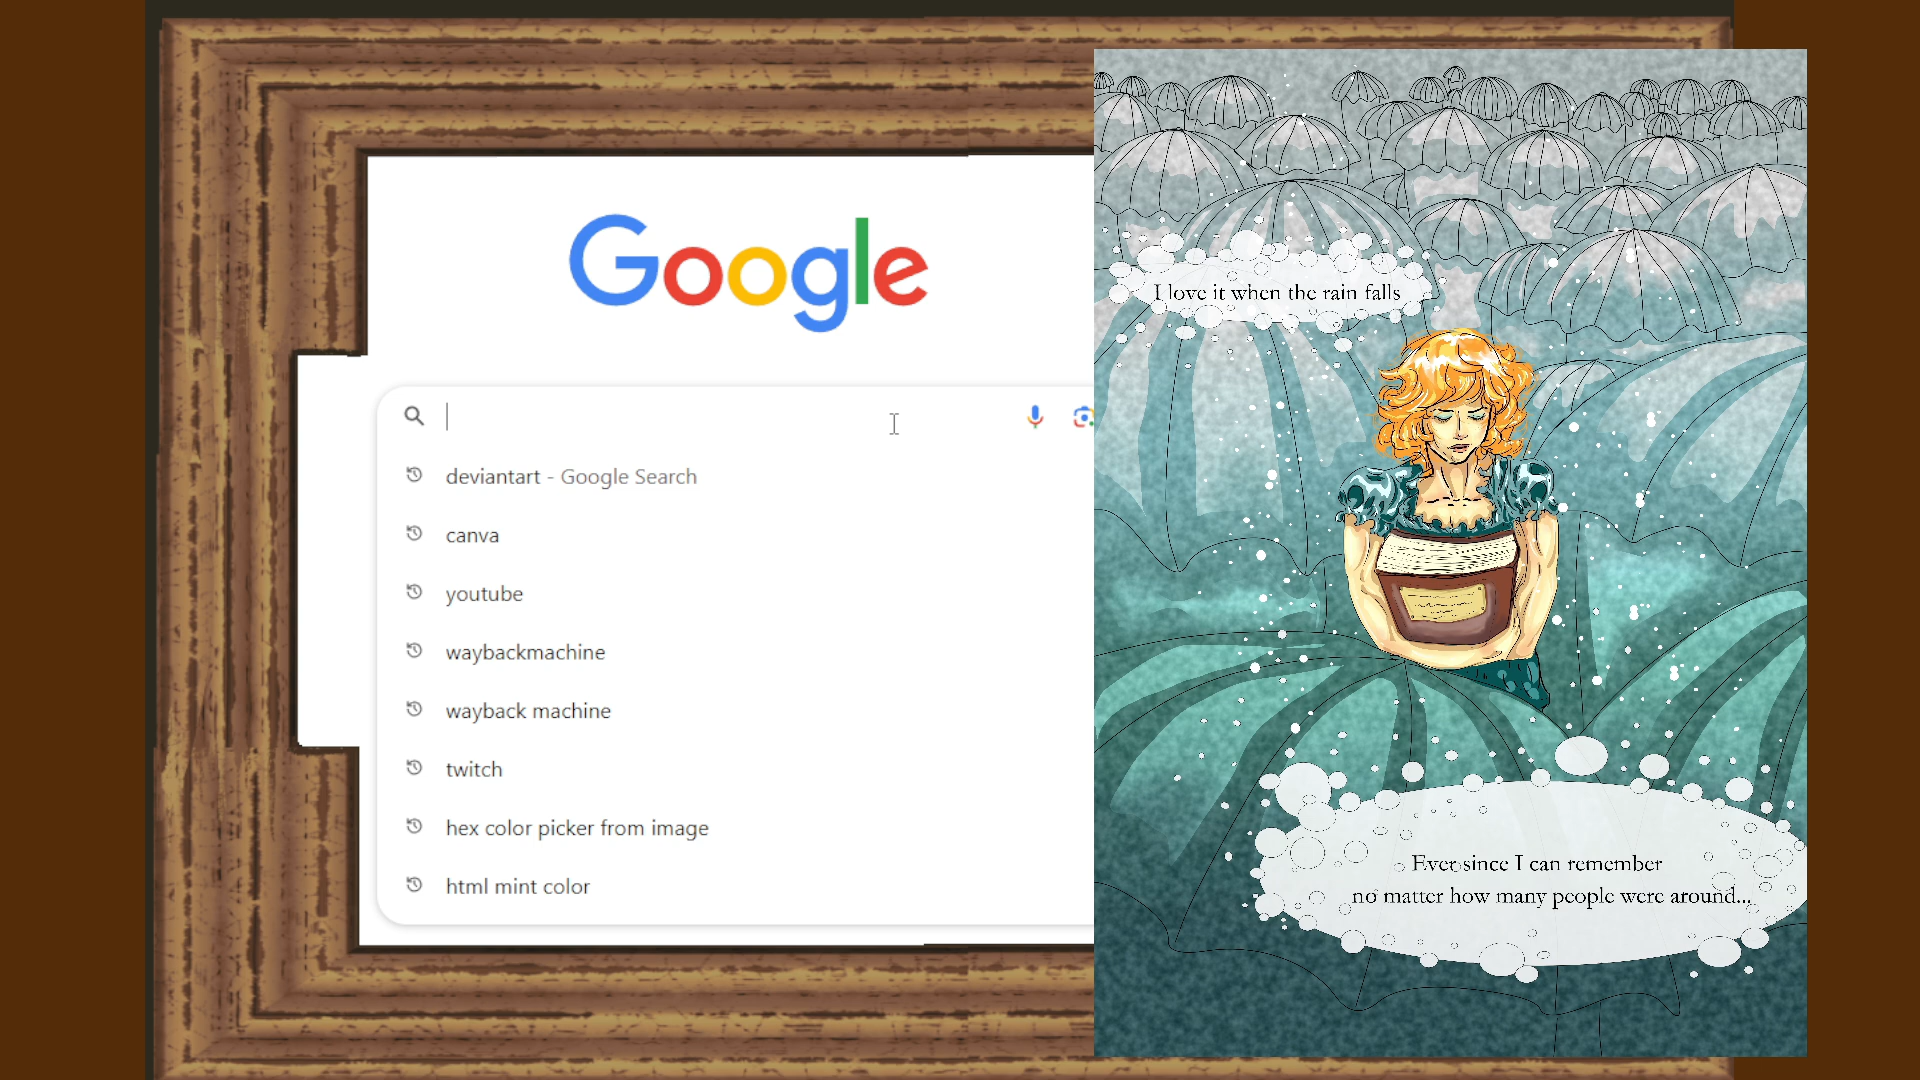 Google
deviantart - Google Search
canva
youtube
waybackmachine
wayback machine
twitch
hex color picker from image
html mint color
I love it when the rain falls
Ever since I can remember
no matter how many people were around...